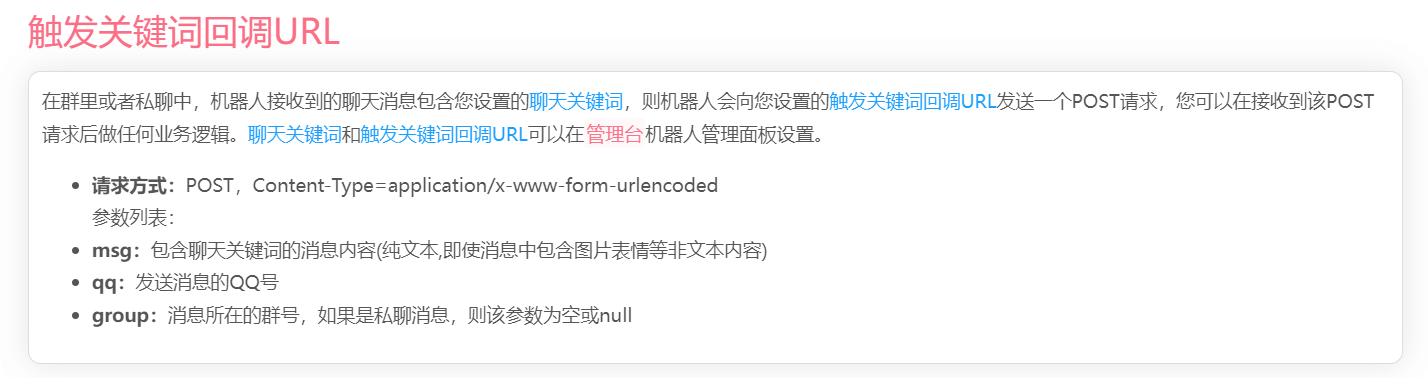 触发关键词回调URL
在群里或者私聊中，机器人接收到的聊天消息包含您设置的聊天关键词，则机器人会向您设置的触发关键词回调URL发送一个POST请求，您可以在接收到该POST
请求后做任何业务逻辑。聊天关键词和触发关键词回调URL可以在管理台机器人管理面板设置。
请求方式：POST，Content-Type=application/x-www-form-urlencoded
参数列表：
msg：包含聊天关键词的消息内容(纯文本,即使消息中包含图片表情等非文本内容)
qq：发送消息的QQ号
group：消息所在的群号，如果是私聊消息，则该参数为空或null